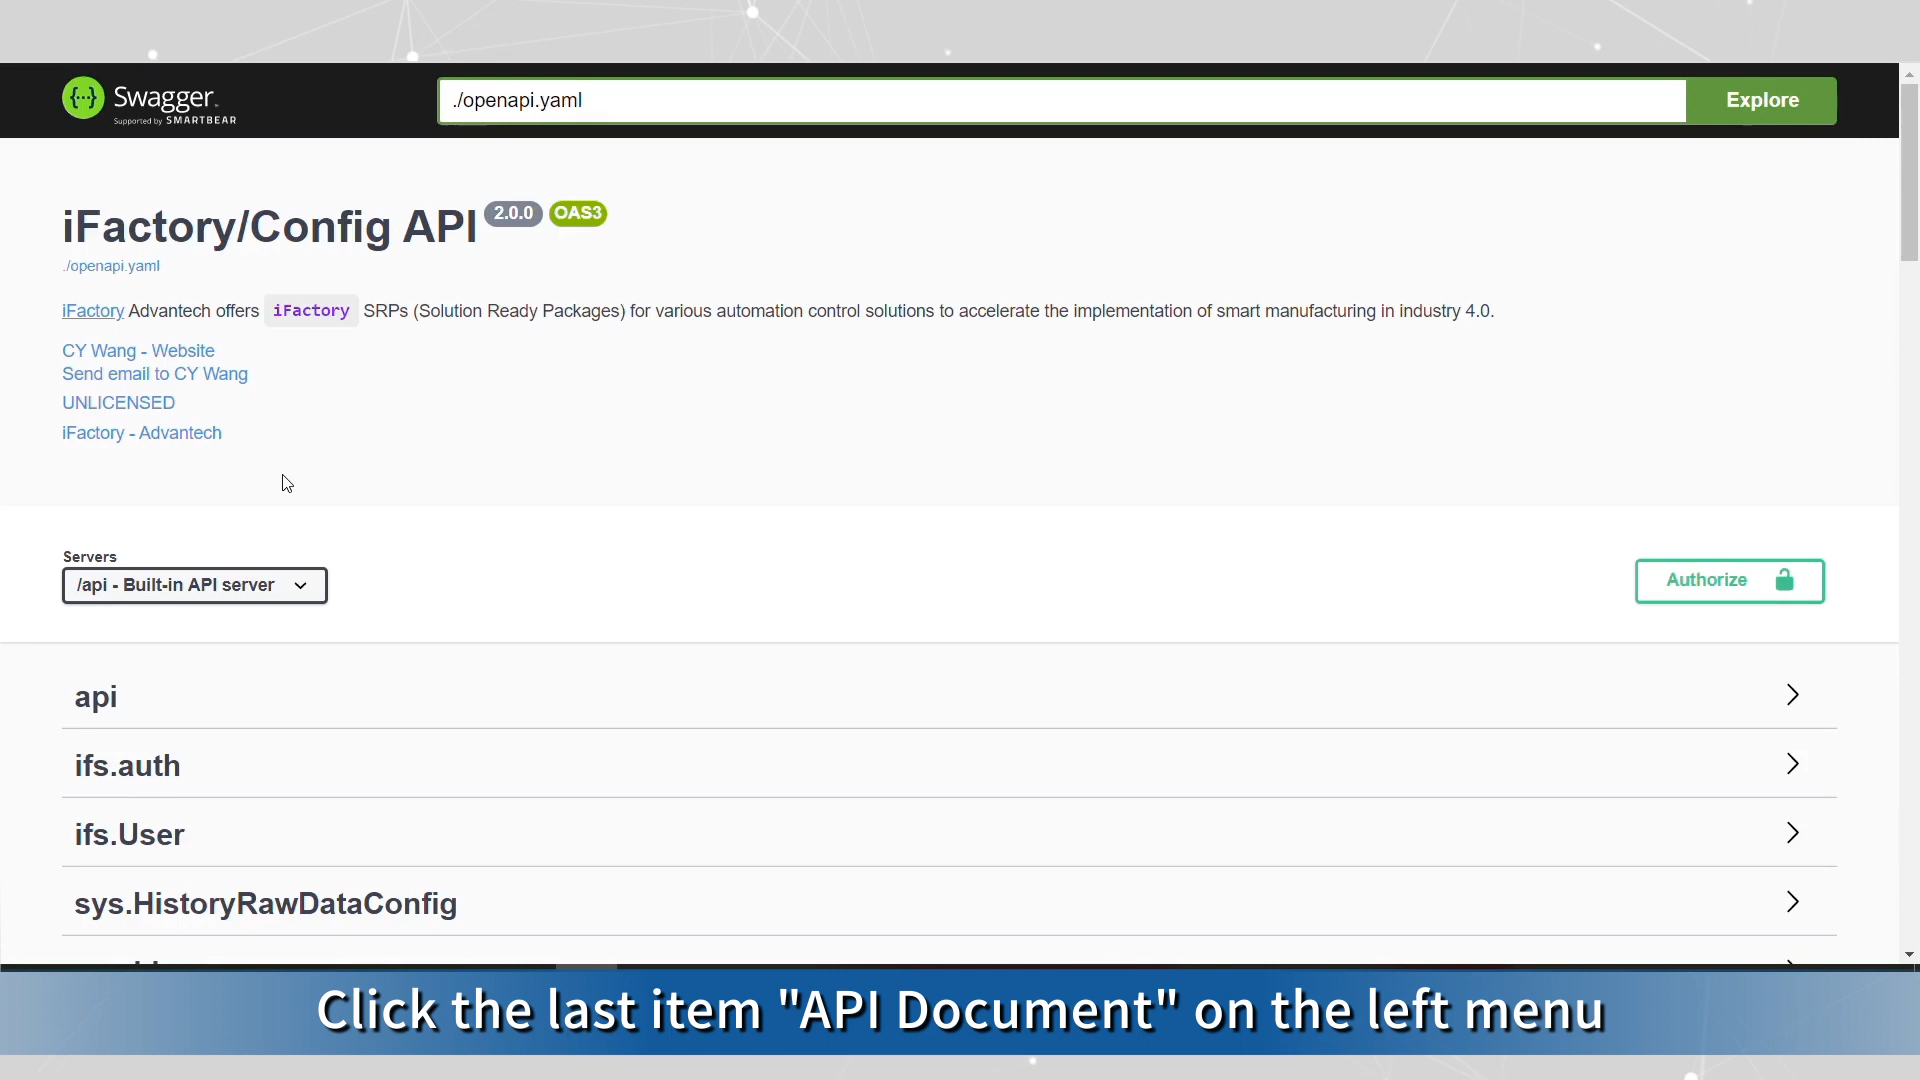 Swagger
Supported by SMARTBEAR
./openapi.yaml
Explore
iFactory/Config API 2.0.0 OAS3
./openapi.yaml
iFactory Advantech offers iFactory SRPs (Solution Ready Packages) for various automation control solutions to accelerate the implementation of smart manufacturing in industry 4.0.
CY Wang - Website
Send email to CY Wang
UNLICENSED
iFactory - Advantech
Servers
/api - Built-in API server
Authorize
api
ifs.auth
ifs.User
sys.HistoryRawDataConfig
Click the last item "API Document" on the left menu